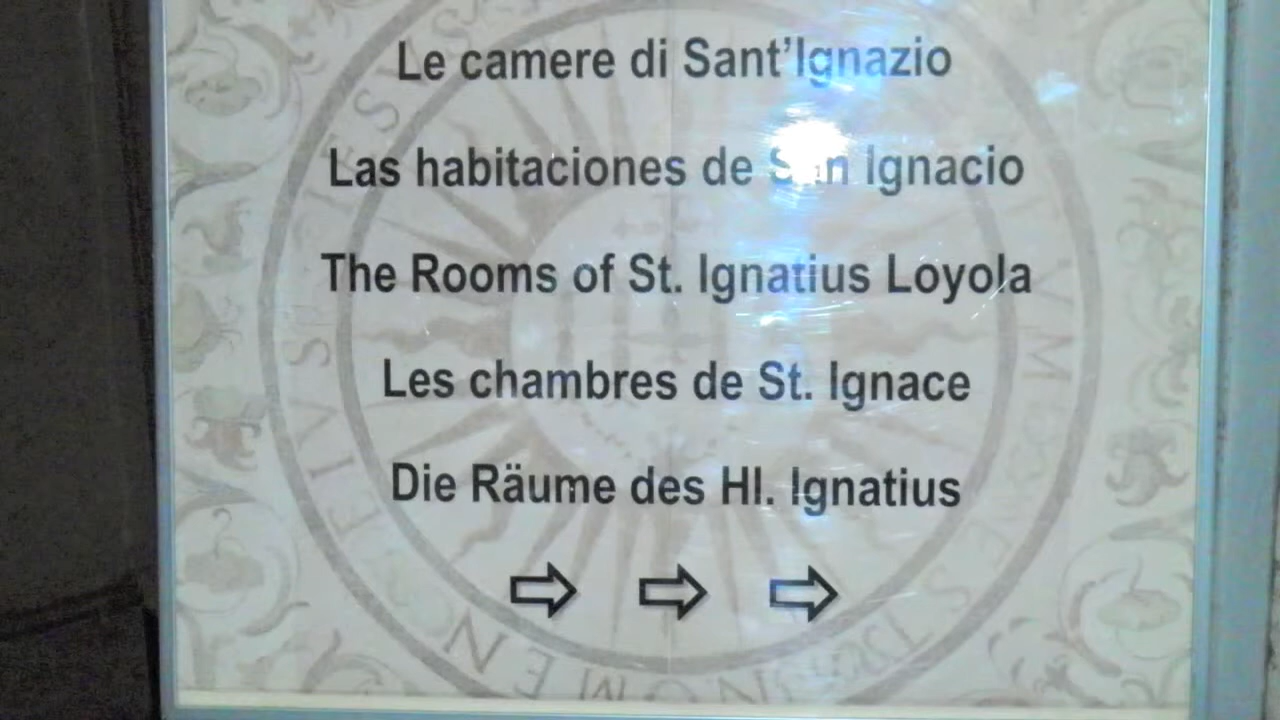 Le camere di Sant'Ignazio
Las habitaciones de San Ignacio
The Rooms of St. Ignatius Loyola
Les chambres de St. Ignace
Die Räume des Hl. Ignatius